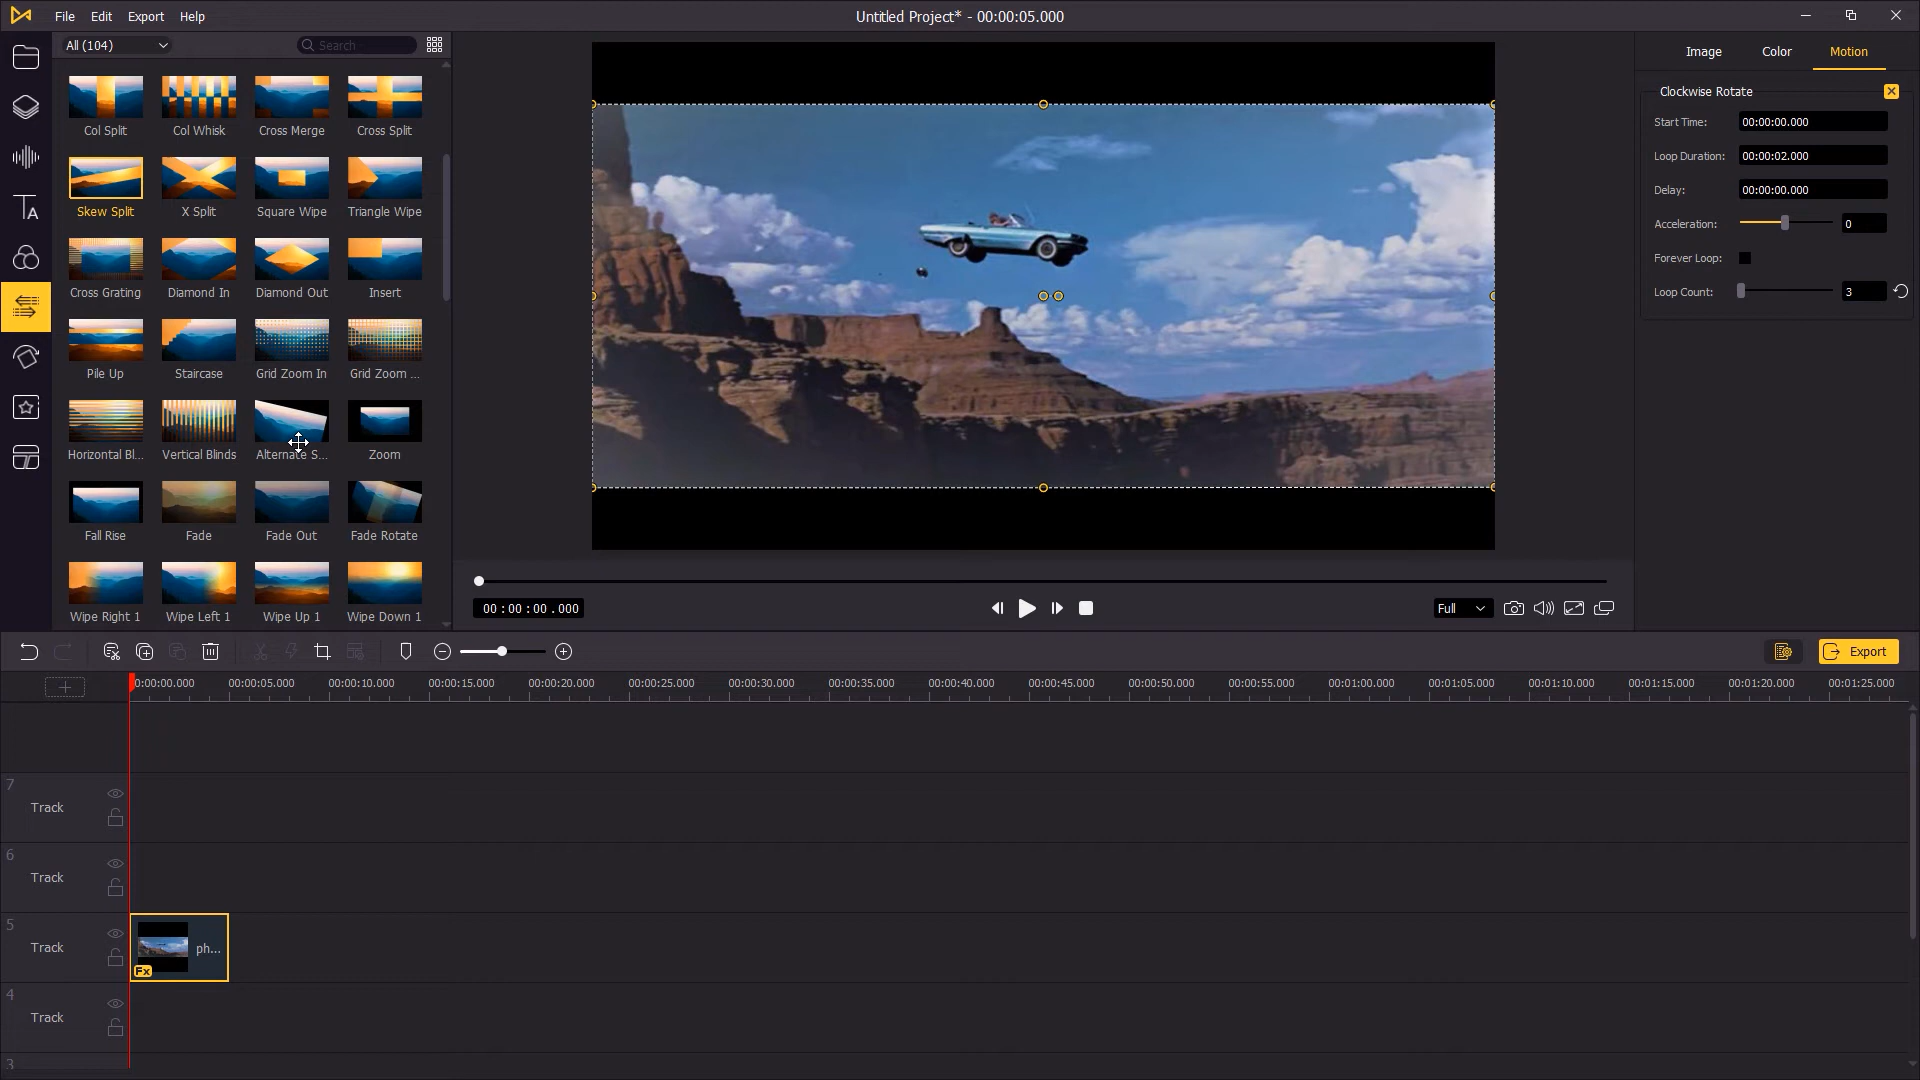 File Edit Export Help
Untitled Project* - 00:00:05.000
All (104)
Search
Col Split Col Whisk Cross Merge Cross Split
Skew Split X Split Square Wipe Triangle Wipe
Cross Grating Diamond In Diamond Out Insert
Pile Up Staircase Grid Zoom In Grid Zoom ...
Horizontal Bl... Vertical Blinds Alternate S... Zoom
Fall Rise Fade Fade Out Fade Rotate
Wipe Right 1 Wipe Left 1 Wipe Up 1 Wipe Down 1
Image Color Motion
Clockwise Rotate
Start Time: 00:00:00.000
Loop Duration: 00:00:02.000
Delay: 00:00:00.000
Acceleration: 0
Forever Loop:
Loop Count: 3
00 : 00 : 00 . 000
Full
Export
0:00:00.000 00:00:05.000 00:00:10.000 00:00:15.000 00:00:20.000 00:00:25.000 00:00:30.000 00:00:35.000 00:00:40.000 00:00:45.000 00:00:50.000 00:00:55.000 00:01:00.000 00:01:05.000 00:01:10.000 00:01:15.000 00:01:20.000 00:01:25.000
7
Track
6
Track
5
Track
ph...
Fx
4
Track
3